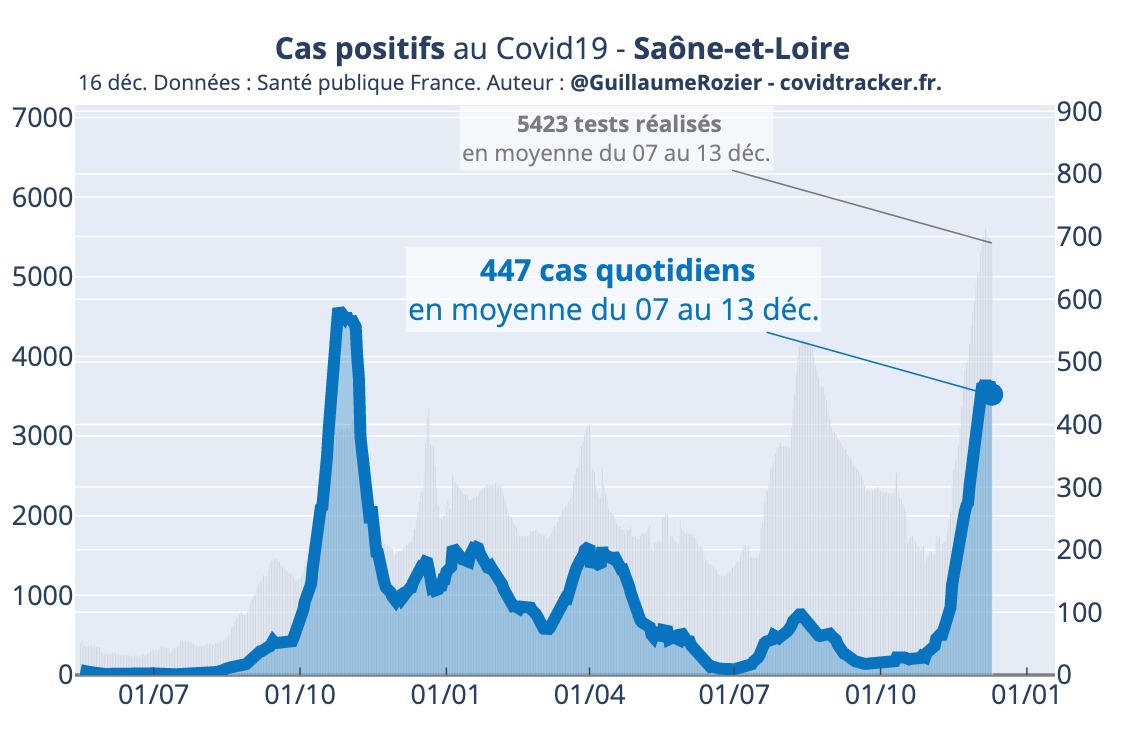 Cas positifs au Covid19 - Saône-et-Loire
16 déc. Données : Santé publique France. Auteur : @GuillaumeRozier - covidtracker.fr.
7000
6000
5000
4000
3000
2000
1000
0
5423 tests réalisés
en moyenne du 07 au 13 déc.
447 cas quotidiens
en moyenne du 07 au 13 déc.
900
800
700
600
500
400
300
200
100
0
01/07 01/10 01/01 01/04 01/07 01/10 01/01